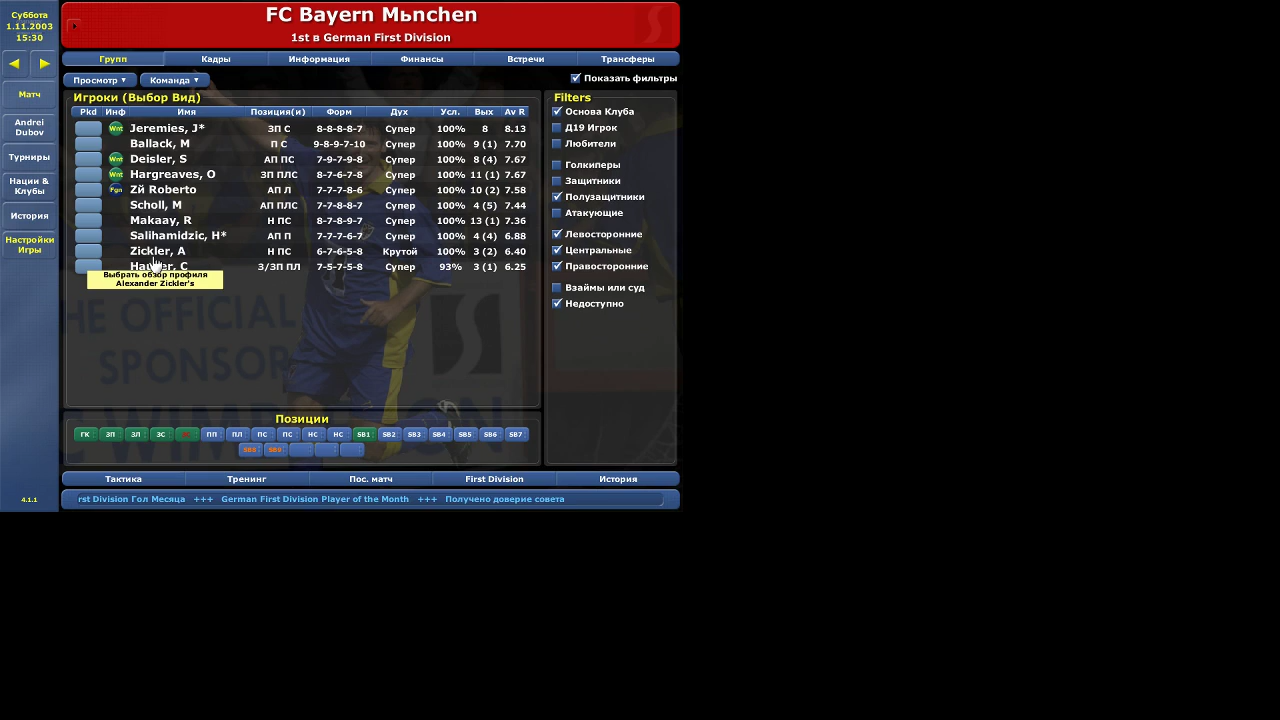 Суббота
1.11.2003
15:30
FC Bayern Мьnchen
1st в German First Division
Групп Кадры Информация Финансы Встречи Трансферы
Просмотр Команда Показать фильтры
Матч
Andrei
Dubov
Турниры
Нации &
Клубы
История
Настройки
Игры
4.1.1
Игроки (Выбор Вид)
Pkd Инф Имя Позиция(и) Форм Дух Усл. Вых Av R
Wnt Jeremies, J* ЗП С 8-8-8-8-7 Супер 100% 8 8.13
Ballack, M П С 9-8-9-7-10 Супер 100% 9 (1) 7.70
Wnt Deisler, S АП ПС 7-9-7-9-8 Супер 100% 8 (4) 7.67
Wnt Hargreaves, O ЗП ПЛС 8-7-6-7-8 Супер 100% 11 (1) 7.67
Fgn Zй Roberto АП Л 7-7-7-8-6 Супер 100% 10 (2) 7.58
Scholl, M АП ПЛС 7-7-8-8-7 Супер 100% 4 (5) 7.44
Makaay, R Н ПС 8-7-8-9-7 Супер 100% 13 (1) 7.36
Salihamidzic, H* АП П 7-7-7-6-7 Супер 100% 4 (4) 6.88
Zickler, A Н ПС 6-7-6-5-8 Крутой 100% 3 (2) 6.40
З/ЗП ПЛ 7-5-7-5-8 Супер 93% 3 (1) 6.25
Выбрать обзор профиля
Alexander Zickler's
THE OFFICIAL
SPONSOR
Filters
Основа Клуба
Д19 Игрок
Любители
Голкиперы
Защитники
Полузащитники
Атакующие
Левосторонние
Центральные
Правосторонние
Взаймы или суд
Недоступно
Позиции
ГК ЗП ЗЛ ЗС ПП ПЛ ПС ПС НС НС SB1 SB2 SB3 SB4 SB5 SB6 SB7
SB8 SB9
Тактика Тренинг Пос. матч First Division История
rst Division Гол Месяца +++ German First Division Player of the Month +++ Получено доверие совета